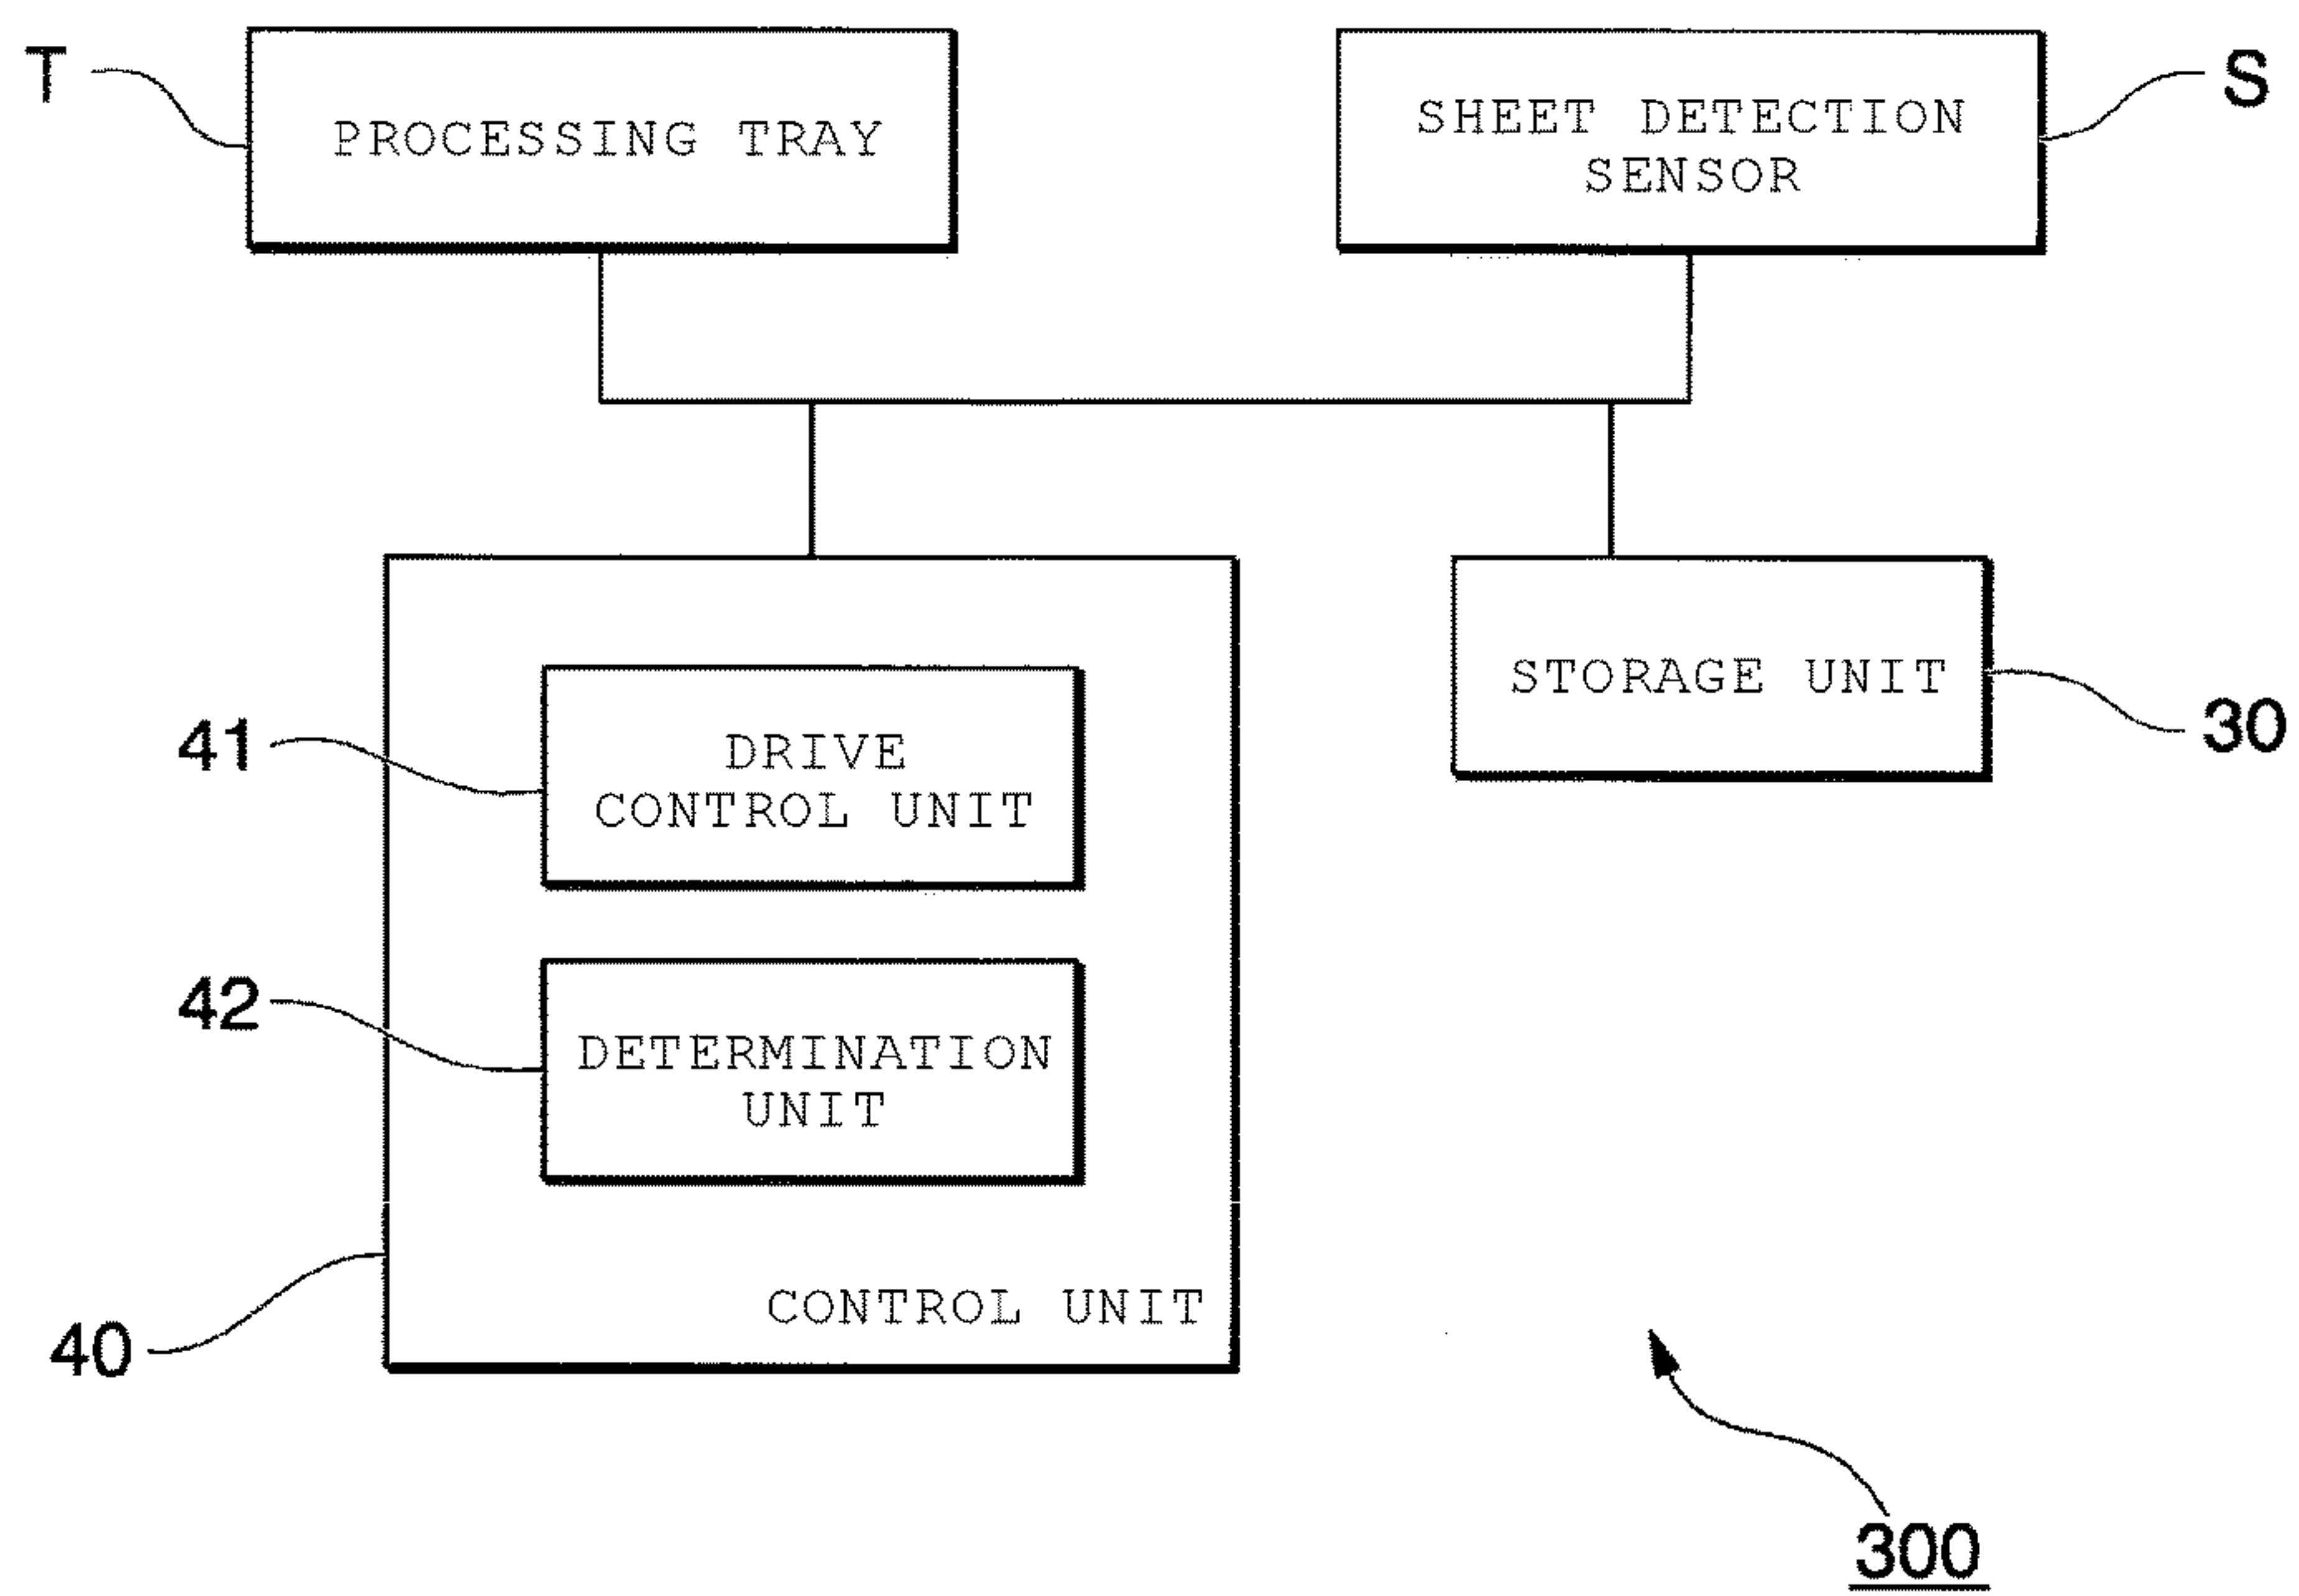 T
PROCESSING TRAY
SHEET DETECTION
SENSOR
S
STORAGE UNIT
30
41
DRIVE
CONTROL UNIT
42
DETERMINATION
UNIT
40
CONTROL UNIT
300